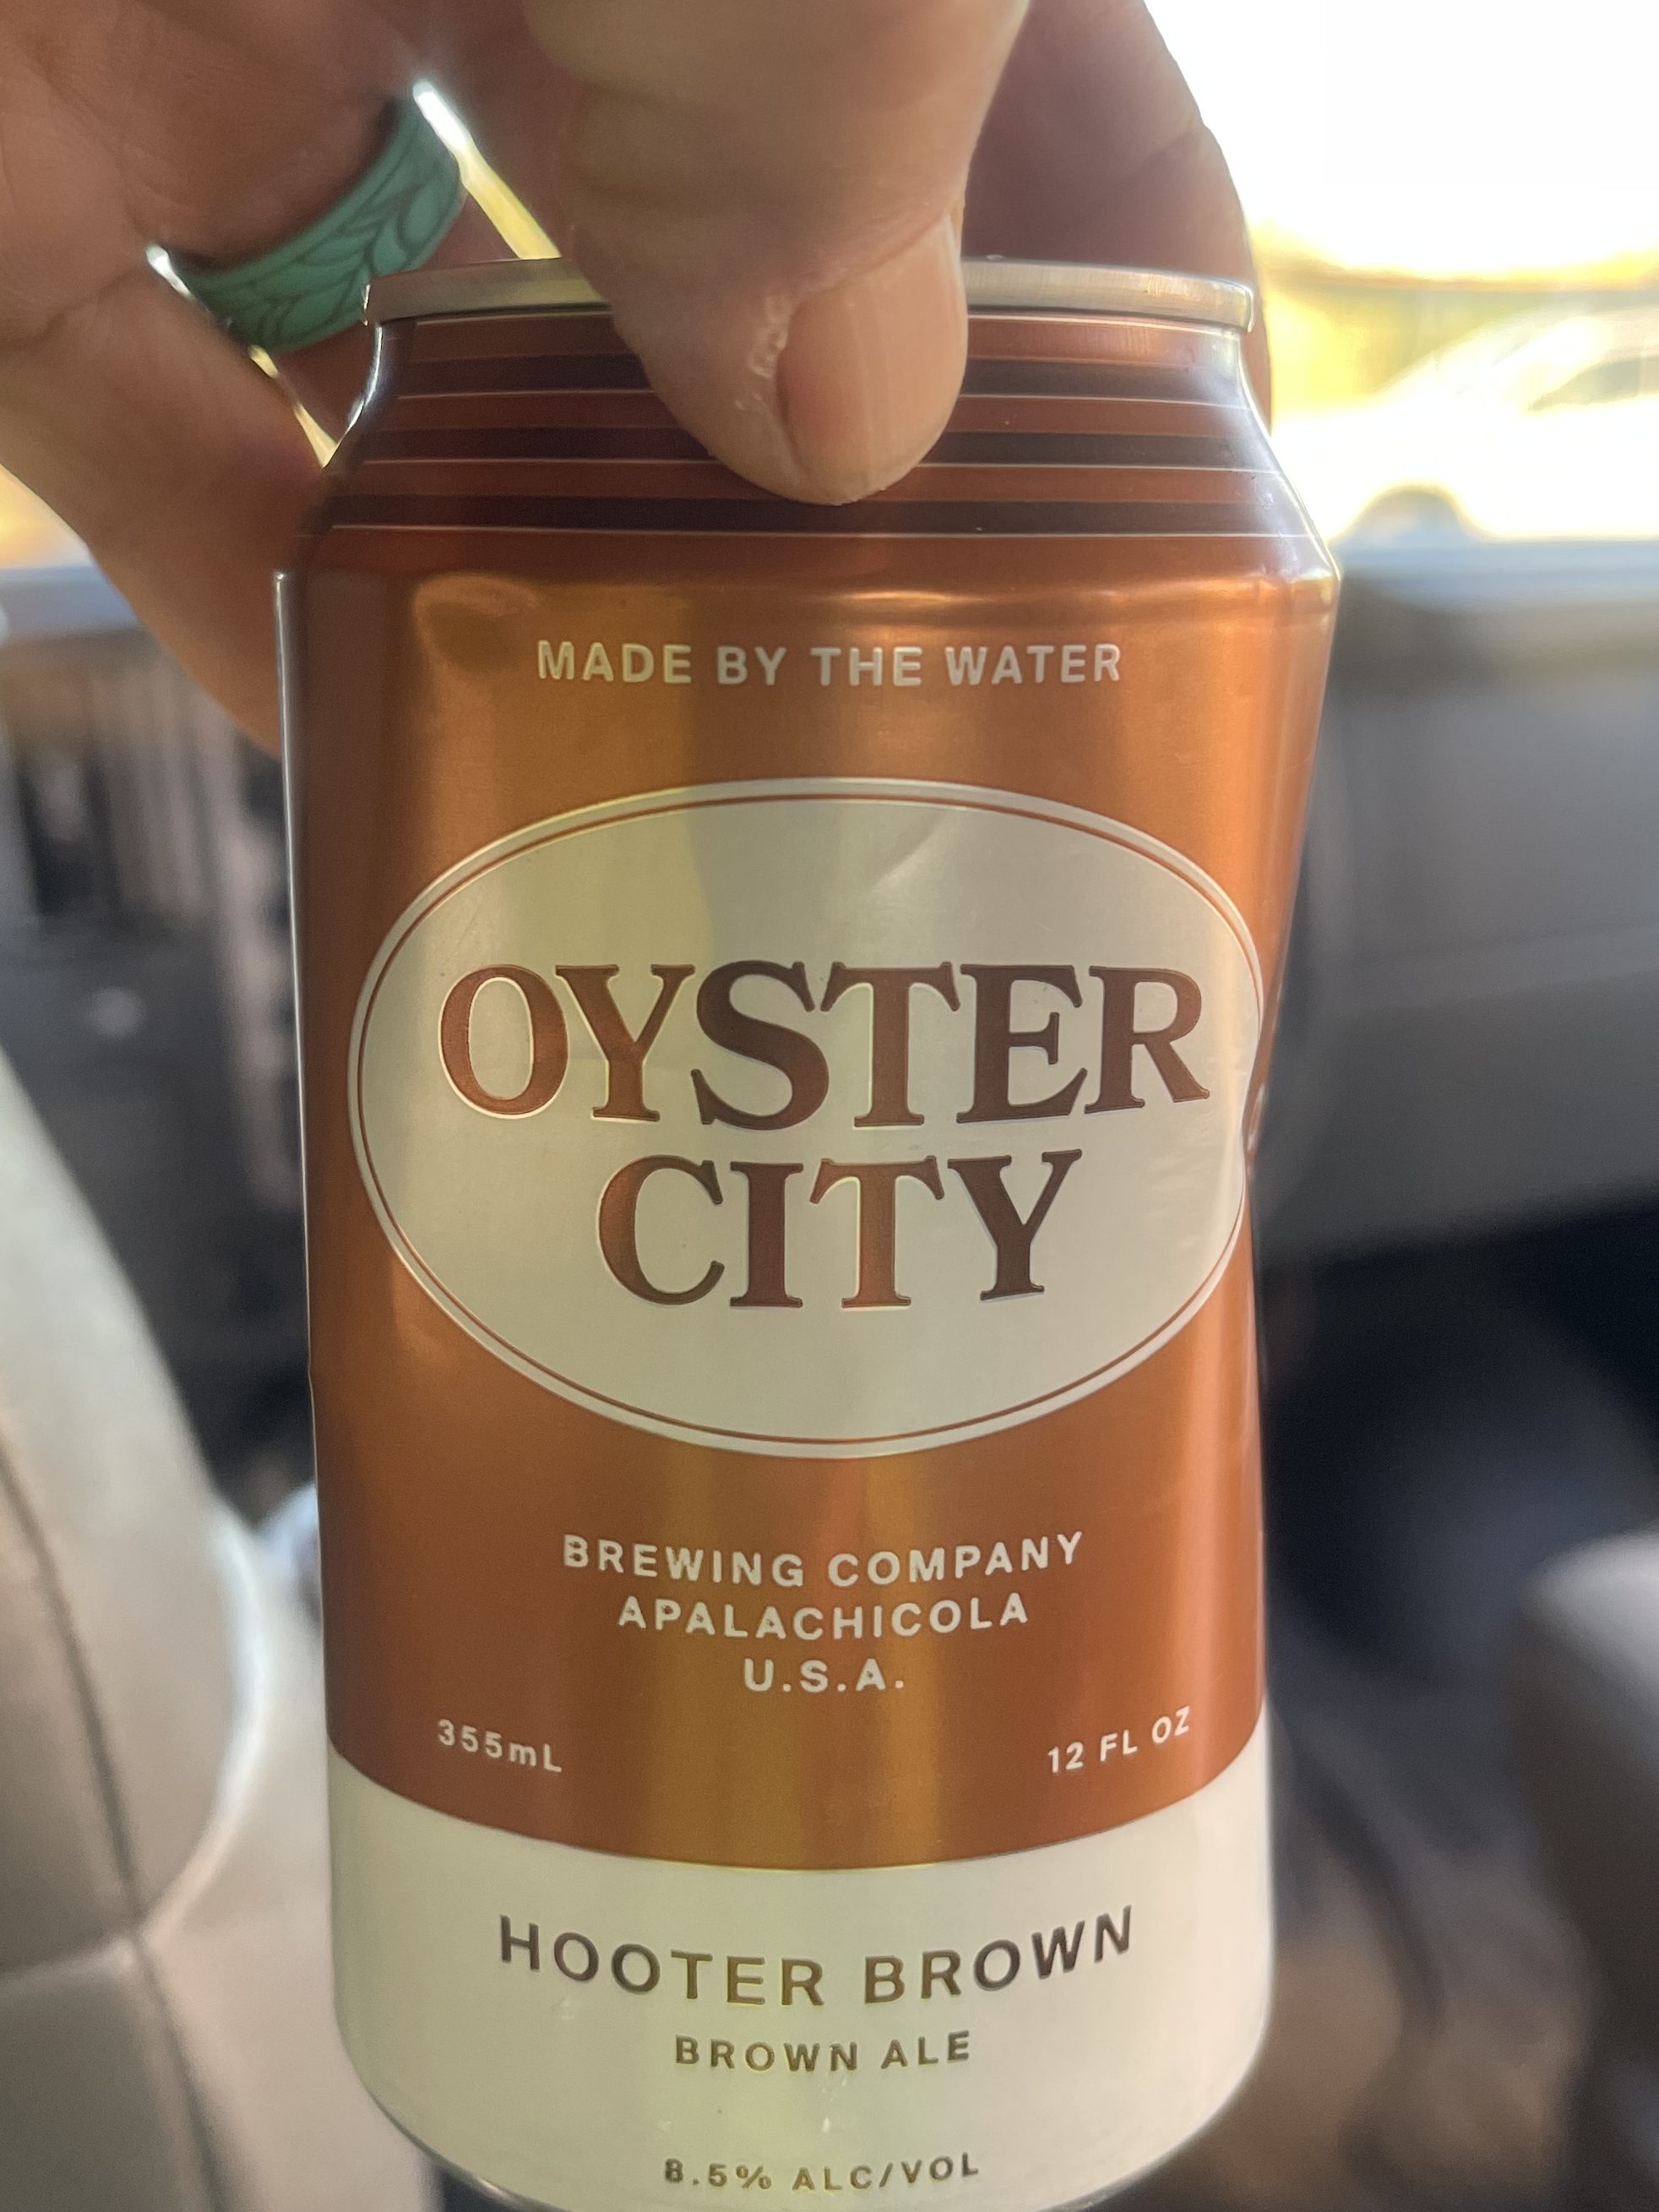 MADE BY THE WATER
OYSTER
CITY
BREWING COMPANY
APALACHICOLA
U.S.A.
355mL 12 FL OZ
HOOTER BROWN
BROWN ALE
8.5% ALC/VOL